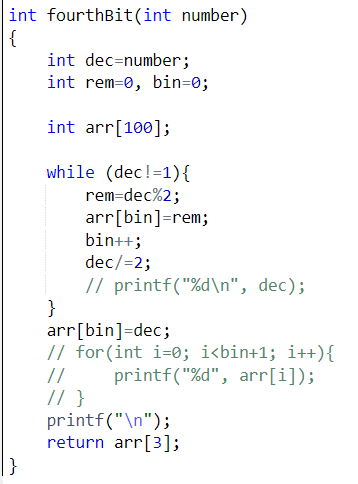 int fourthBit(int number)
{
    int dec=number;
    int rem=0, bin=0;

    int arr[100];

    while (dec!=1){
        rem=dec%2;
        arr[bin]=rem;
        bin++;
        dec/=2;
        // printf("%d\n", dec);
    }
    arr[bin]=dec;
    // for(int i=0; i<bin+1; i++){
    //     printf("%d", arr[i]);
    // }
    printf("\n");
    return arr[3];
}